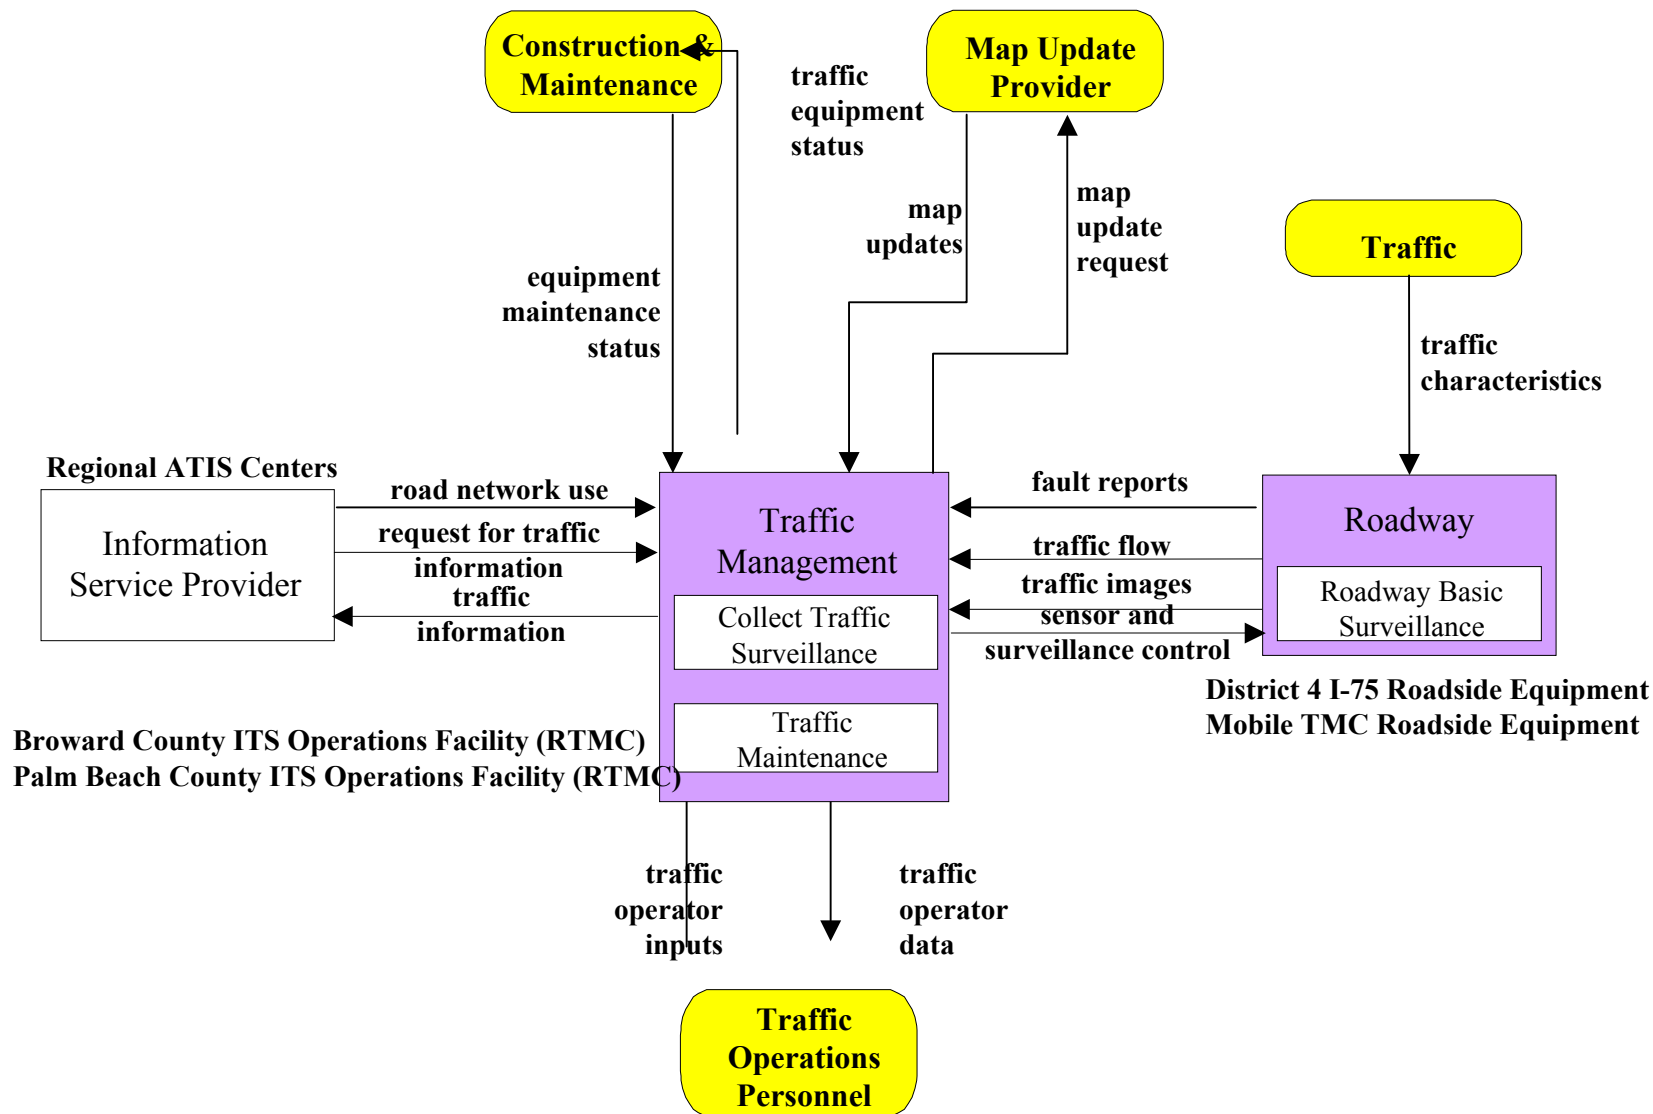 Construction &
Maintenance
Map Update
Provider
traffic
equipment
status
map
updates
map
update
request
Traffic
equipment
maintenance
status
traffic
characteristics
Regional ATIS Centers
Information
Service Provider
road network use
request for traffic
information
traffic
information
Traffic
Management
Collect Traffic
Surveillance
Traffic
Maintenance
fault reports
traffic flow
traffic images
sensor and
surveillance control
Roadway
Roadway Basic
Surveillance
District 4 I-75 Roadside Equipment
Mobile TMC Roadside Equipment
Broward County ITS Operations Facility (RTMC)
Palm Beach County ITS Operations Facility (RTMC)
traffic
operator
inputs
traffic
operator
data
Traffic
Operations
Personnel